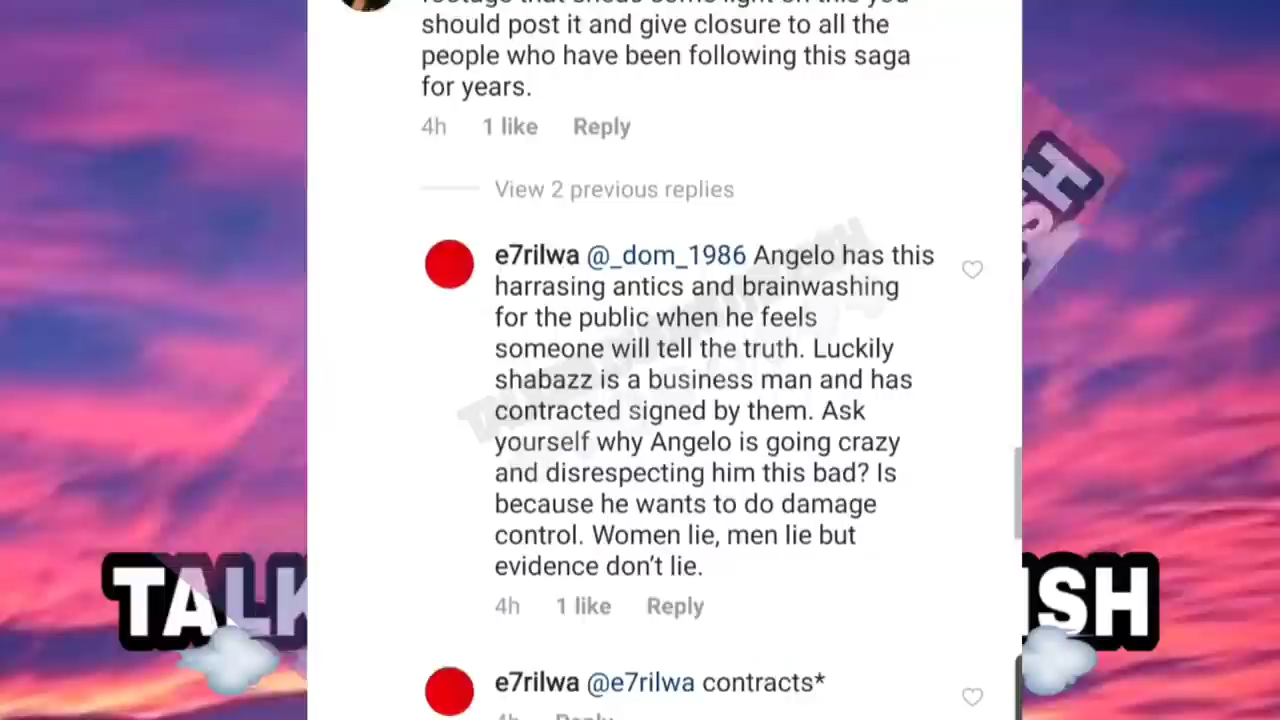 should post it and give closure to all the
people who have been following this saga
for years.
4h 1 like Reply
View 2 previous replies
e7rilwa @_dom_1986 Angelo has this
harrasing antics and brainwashing
for the public when he feels
someone will tell the truth. Luckily
shabazz is a business man and has
contracted signed by them. Ask
yourself why Angelo is going crazy
and disrespecting him this bad? Is
because he wants to do damage
control. Women lie, men lie but
evidence don't lie.
4h 1 like Reply
e7rilwa @e7rilwa contracts*
TALK
ISH